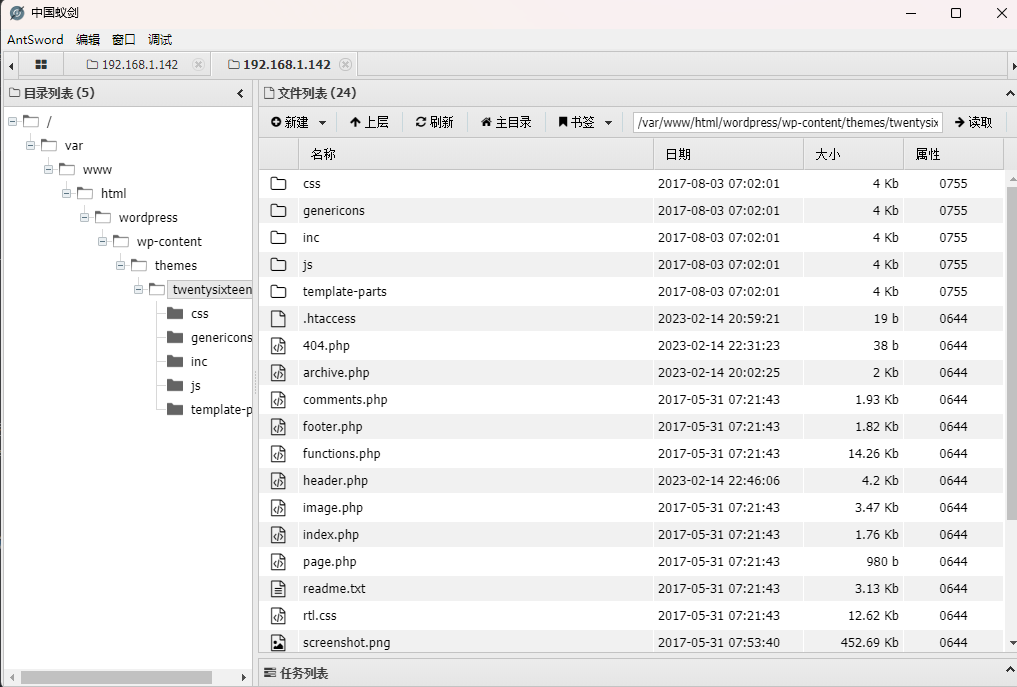 中国蚁剑
AntSword 编辑 窗口 调试
192.168.1.142 192.168.1.142
目录列表 (5)
/
var
www
html
wordpress
wp-content
themes
twentysixteen
css
genericons
inc
js
template-p
文件列表 (24)
新建 上层 刷新 主目录 书签 /var/www/html/wordpress/wp-content/themes/twentysix 读取
名称 日期 大小 属性
css 2017-08-03 07:02:01 4 Kb 0755
genericons 2017-08-03 07:02:01 4 Kb 0755
inc 2017-08-03 07:02:01 4 Kb 0755
js 2017-08-03 07:02:01 4 Kb 0755
template-parts 2017-08-03 07:02:01 4 Kb 0755
.htaccess 2023-02-14 20:59:21 19 b 0644
404.php 2023-02-14 22:31:23 38 b 0644
archive.php 2023-02-14 20:02:25 2 Kb 0644
comments.php 2017-05-31 07:21:43 1.93 Kb 0644
footer.php 2017-05-31 07:21:43 1.82 Kb 0644
functions.php 2017-05-31 07:21:43 14.26 Kb 0644
header.php 2023-02-14 22:46:06 4.2 Kb 0644
image.php 2017-05-31 07:21:43 3.47 Kb 0644
index.php 2017-05-31 07:21:43 1.76 Kb 0644
page.php 2017-05-31 07:21:43 980 b 0644
readme.txt 2017-05-31 07:21:43 3.13 Kb 0644
rtl.css 2017-05-31 07:21:43 12.62 Kb 0644
screenshot.png 2017-05-31 07:53:40 452.69 Kb 0644
任务列表